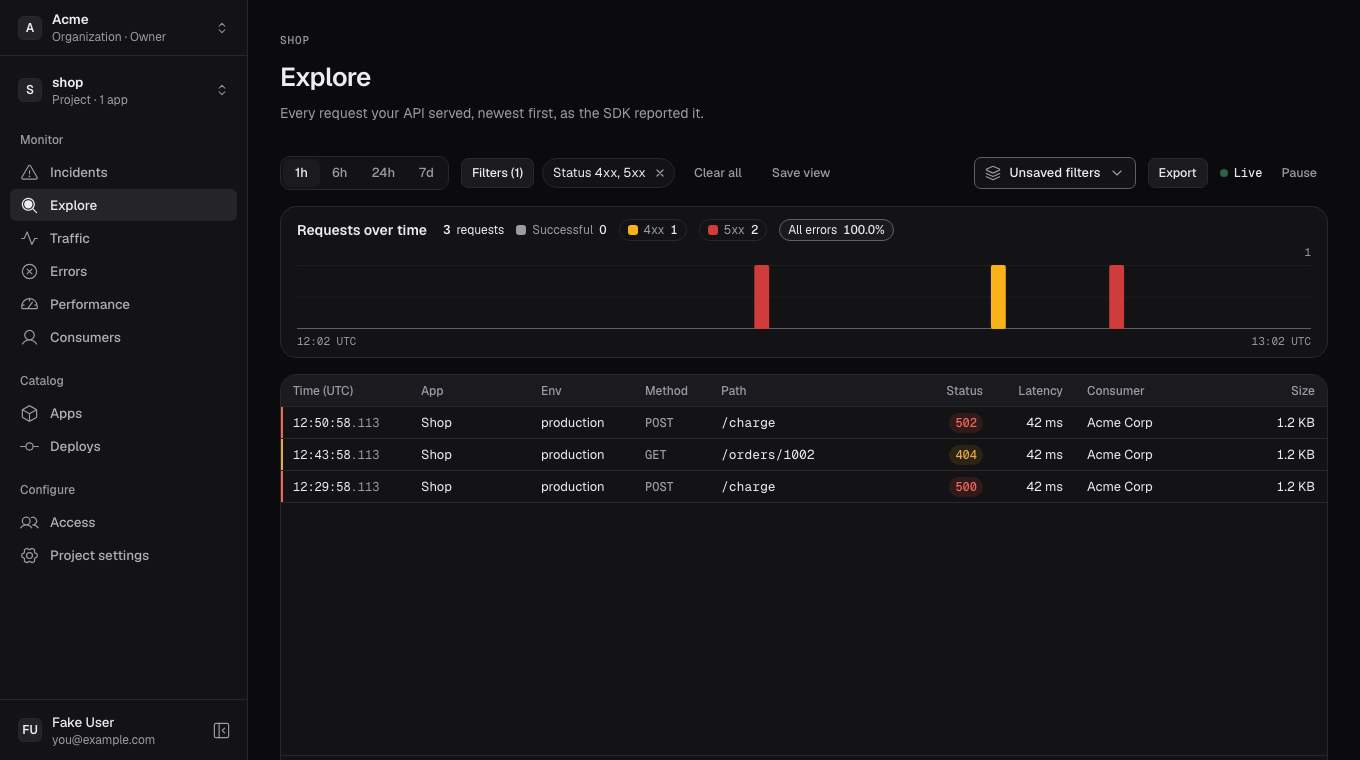 A
Acme
Organization · Owner
S
shop
Project · 1 app
Monitor
Incidents
Explore
Traffic
Errors
Performance
Consumers
Catalog
Apps
Deploys
Configure
Access
Project settings
FU
Fake User
you@example.com
SHOP
Explore
Every request your API served, newest first, as the SDK reported it.
1h 6h 24h 7d Filters (1) Status 4xx, 5xx × Clear all Save view Unsaved filters Export Live Pause
Requests over time 3 requests Successful 0 4xx 1 5xx 2 All errors 100.0%
1
12:02 UTC 13:02 UTC
Time (UTC) App Env Method Path Status Latency Consumer Size
12:50:58.113 Shop production POST /charge 502 42 ms Acme Corp 1.2 KB
12:43:58.113 Shop production GET /orders/1002 404 42 ms Acme Corp 1.2 KB
12:29:58.113 Shop production POST /charge 500 42 ms Acme Corp 1.2 KB